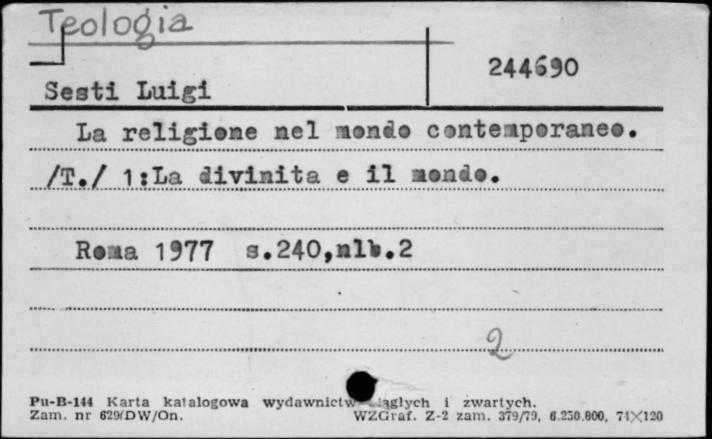 Teologia
244690
Sesti Luigi
La religione nel mondo contemporaneo.
/T./ 1:La divinita e il mondo.
Roma 1977 s.240,nlb.2
2
Pu-B-144 Karta katalogowa wydawnictw i zwartych.
Zam. nr 629/DW/On. WZGraf. Z-2 zam. 379/79, 6.250.000, 74X120